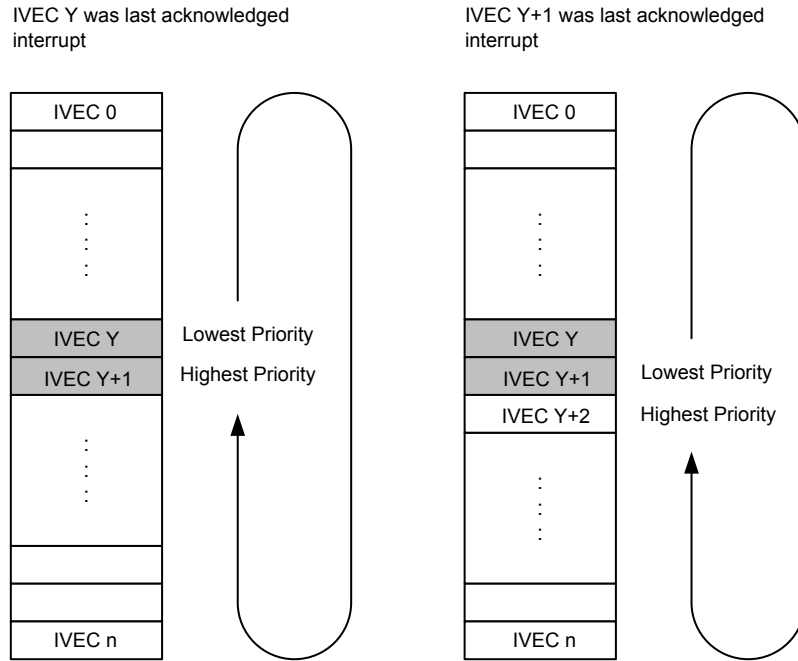 IVEC Y was last acknowledged
interrupt
IVEC 0
IVEC Y
Lowest Priority
IVEC Y+1
Highest Priority
IVEC n
IVEC Y+1 was last acknowledged
interrupt
IVEC 0
IVEC Y
IVEC Y+1
Lowest Priority
IVEC Y+2
Highest Priority
IVEC n